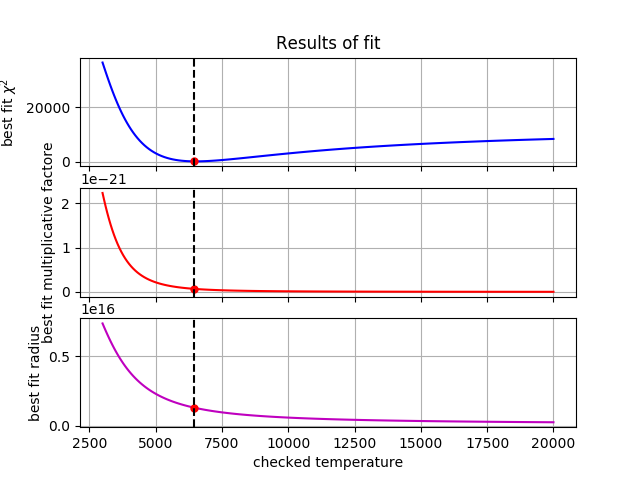 Results of fit
best fit χ²
20000
0
1e−21
best fit multiplicative factore
2
1
0
1e16
best fit radius
0.5
0.0
2500 5000 7500 10000 12500 15000 17500 20000
checked temperature